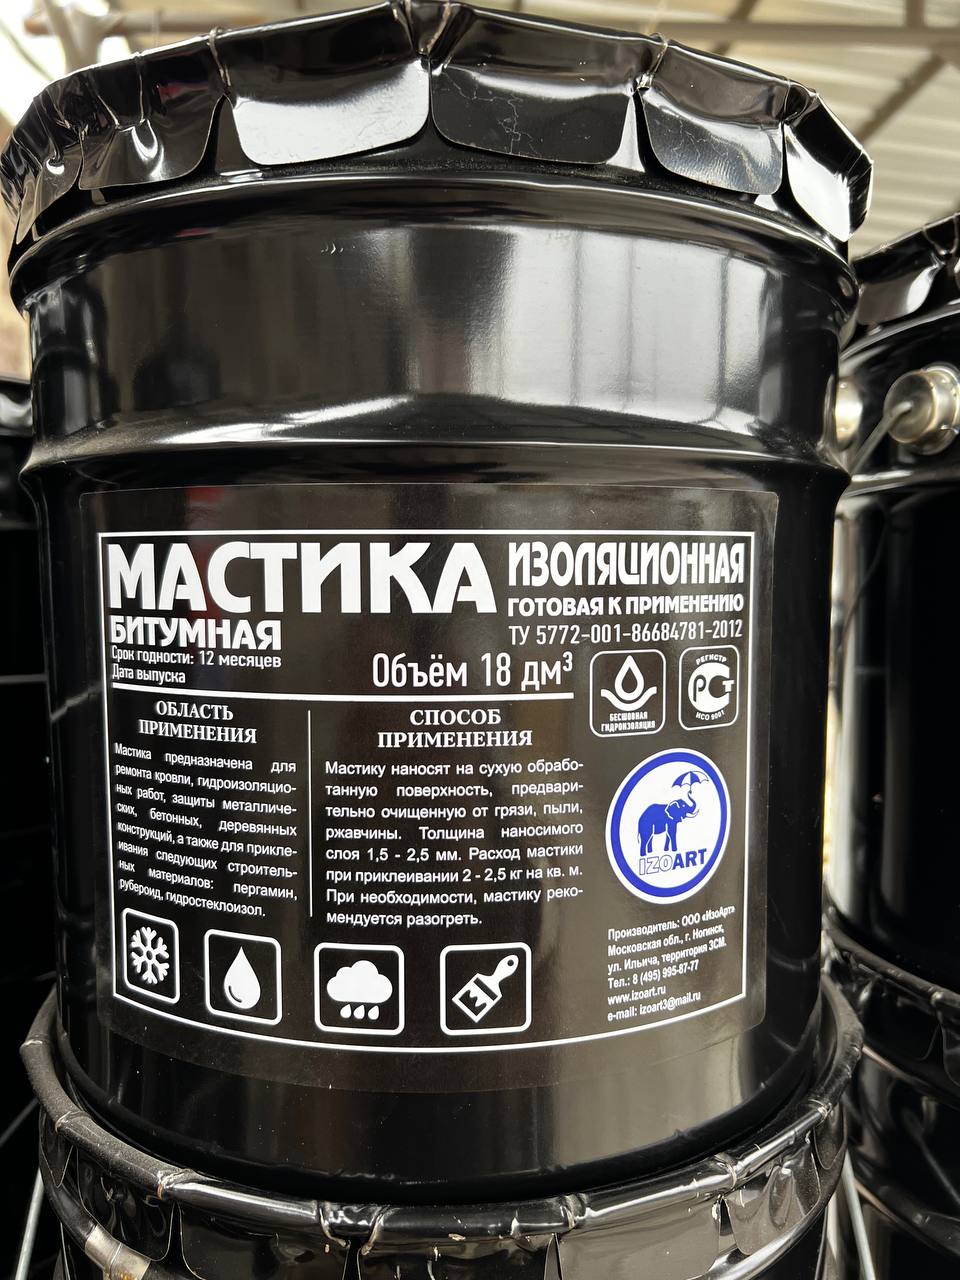 МАСТИКА
БИТУМНАЯ
ИЗОЛЯЦИОННАЯ
ГОТОВАЯ К ПРИМЕНЕНИЮ
ТУ 5772-001-86684781-2012
Срок годности: 12 месяцев
Дата выпуска
Объём 18 дм³
БЕСШОВНАЯ
ГИДРОИЗОЛЯЦИЯ
РЕГИСТР
РСТ
ИСО 9001
ОБЛАСТЬ
ПРИМЕНЕНИЯ
Мастика предназначена для
ремонта кровли, гидроизоляцио-
ных работ, защиты металличе-
ских, бетонных, деревянных
конструкций, а также для прикле-
ивания следующих строитель-
ных материалов: пергамин,
рубероид, гидростеклоизол.
СПОСОБ
ПРИМЕНЕНИЯ
Мастику наносят на сухую обрабо-
танную поверхность, предвари-
тельно очищенную от грязи, пыли,
ржавчины. Толщина наносимого
слоя 1,5 - 2,5 мм. Расход мастики
при приклеивании 2 - 2,5 кг на кв. м.
При необходимости, мастику реко-
мендуется разогреть.
IZOART
Производитель: ООО «ИзоАрт»
Московская обл., г. Ногинск,
ул. Ильича, территория ЗСМ.
Тел.: 8 (495) 995-87-77
www.izoart.ru
e-mail: izoart3@mail.ru